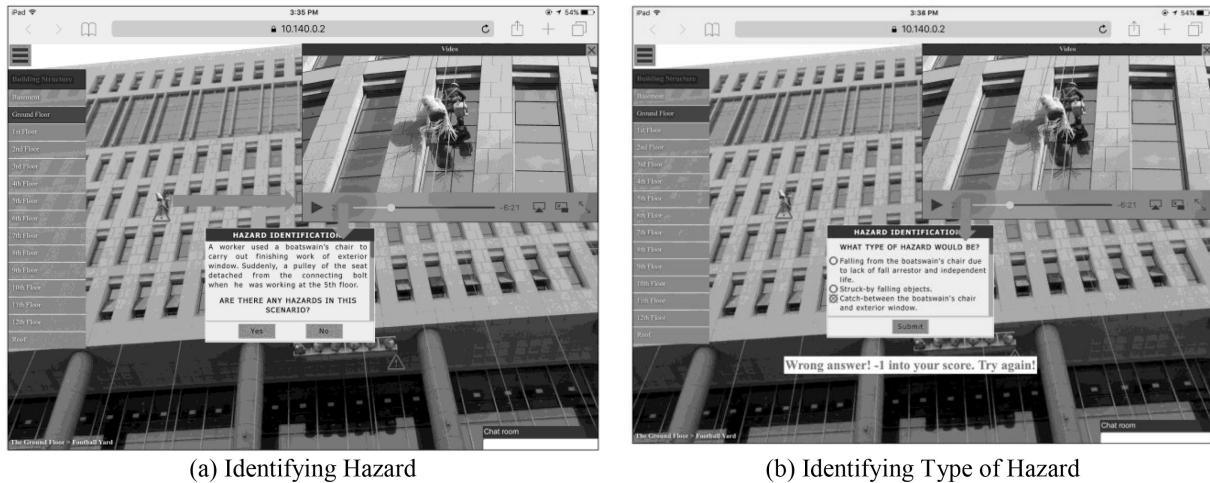 iPad
3:35 PM
54%
10.140.0.2
Video
Building Structure
Basement
Ground Floor
1st Floor
2nd Floor
3rd Floor
4th Floor
5th Floor
6th Floor
7th Floor
8th Floor
9th Floor
10th Floor
11th Floor
12th Floor
Roof
-6:21
HAZARD IDENTIFICATION
A worker used a boatswain's chair to
carry out finishing work of exterior
window. Suddenly, a pulley of the seat
detached from the connecting bolt
when he was working at the 5th floor.
ARE THERE ANY HAZARDS IN THIS
SCENARIO?
Yes No
The Ground Floor > Football Yard
Chat room
(a) Identifying Hazard
iPad
3:38 PM
54%
10.140.0.2
Video
Building Structure
Basement
Ground Floor
1st Floor
2nd Floor
3rd Floor
4th Floor
5th Floor
6th Floor
7th Floor
8th Floor
9th Floor
10th Floor
11th Floor
12th Floor
Roof
-6:21
HAZARD IDENTIFICATION
WHAT TYPE OF HAZARD WOULD BE?
Falling from the boatswain's chair due
to lack of fall arrestor and independent
life.
Struck-by falling objects.
Catch-between the boatswain's chair
and exterior window.
Submit
Wrong answer! -1 into your score. Try again!
The Ground Floor > Football Yard
Chat room
(b) Identifying Type of Hazard